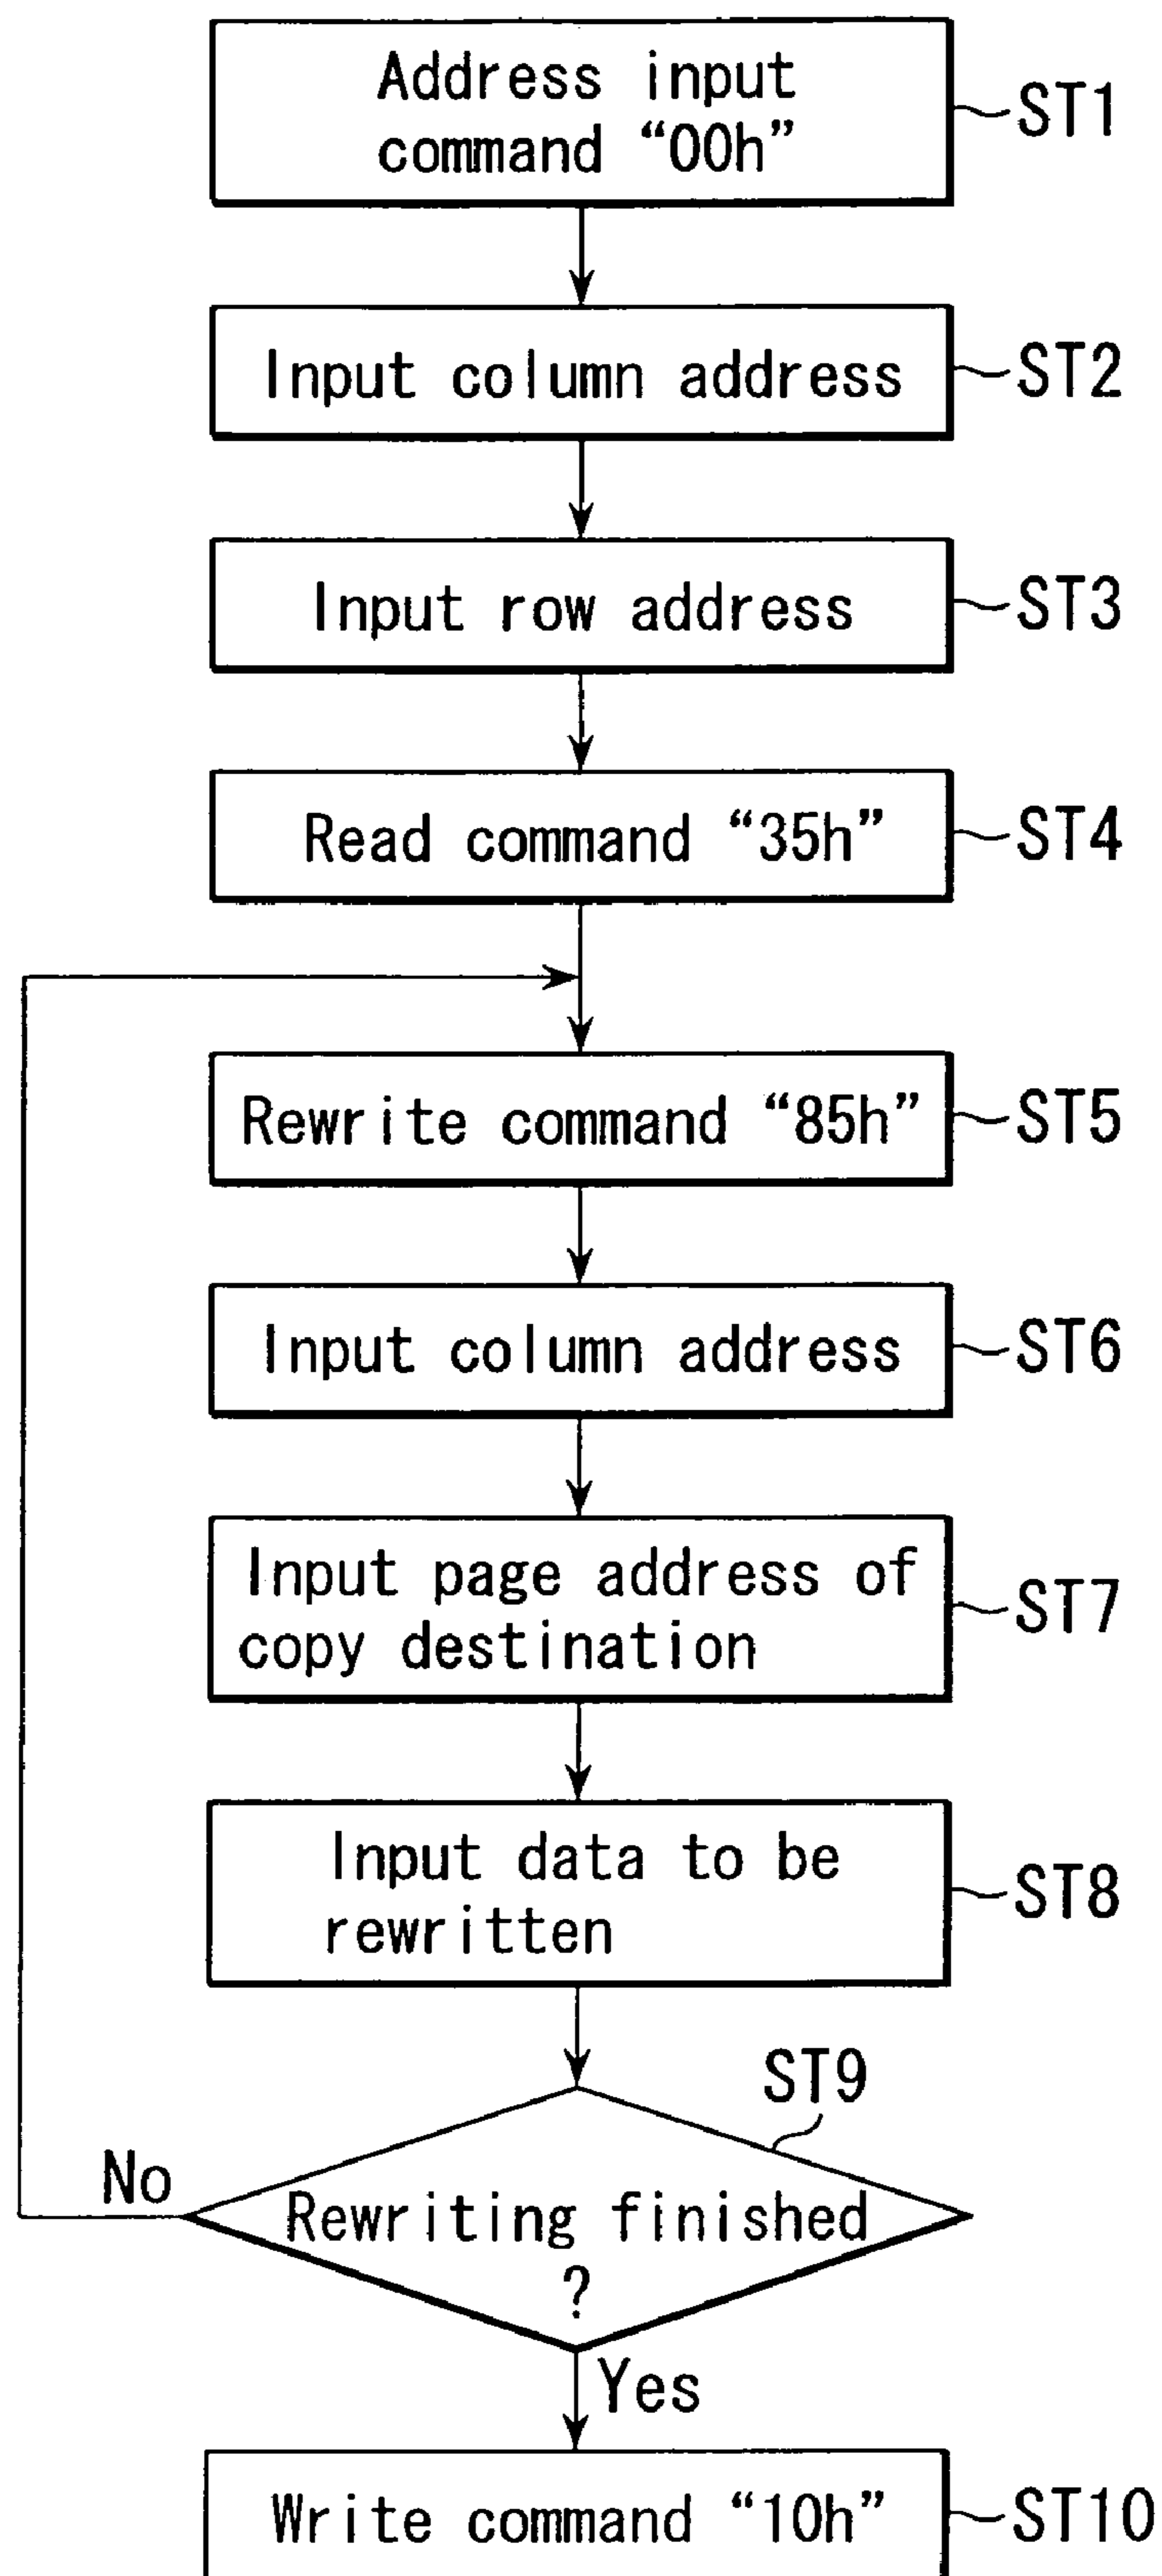 Address input
command “00h”
ST1
Input column address
ST2
Input row address
ST3
Read command “35h”
ST4
Rewrite command “85h”
ST5
Input column address
ST6
Input page address of
copy destination
ST7
Input data to be
rewritten
ST8
ST9
No
Rewriting finished
?
Yes
Write command “10h”
ST10